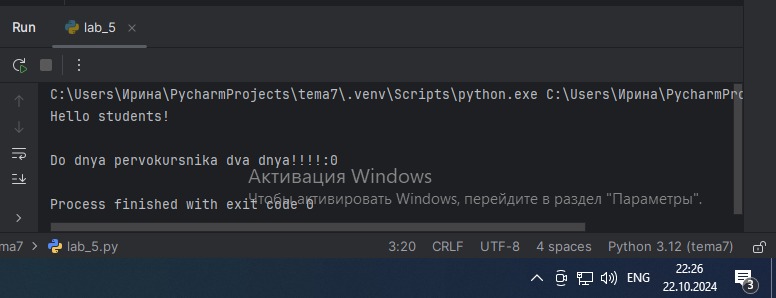 Run lab_5
C:\Users\Ирина\PycharmProjects\tema7\.venv\Scripts\python.exe C:\Users\Ирина\PycharmPro
Hello students!
Do dnya pervokursnika dva dnya!!!!:0
Активация Windows
Чтобы активировать Windows, перейдите в раздел "Параметры".
Process finished with exit code 0
ma7 > lab_5.py 3:20 CRLF UTF-8 4 spaces Python 3.12 (tema7)
ENG 22:26
22.10.2024 3